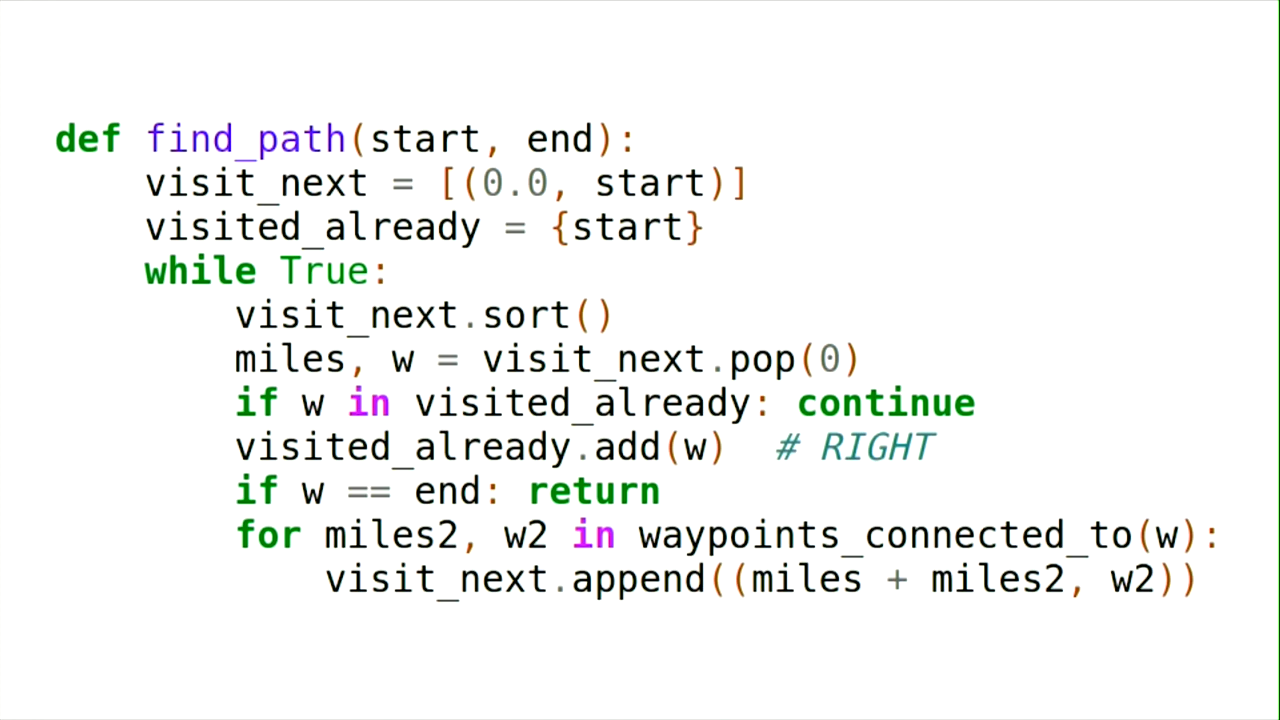 def find_path(start, end):
    visit_next = [(0.0, start)]
    visited_already = {start}
    while True:
        visit_next.sort()
        miles, w = visit_next.pop(0)
        if w in visited_already: continue
        visited_already.add(w)  # RIGHT
        if w == end: return
        for miles2, w2 in waypoints_connected_to(w):
            visit_next.append((miles + miles2, w2))